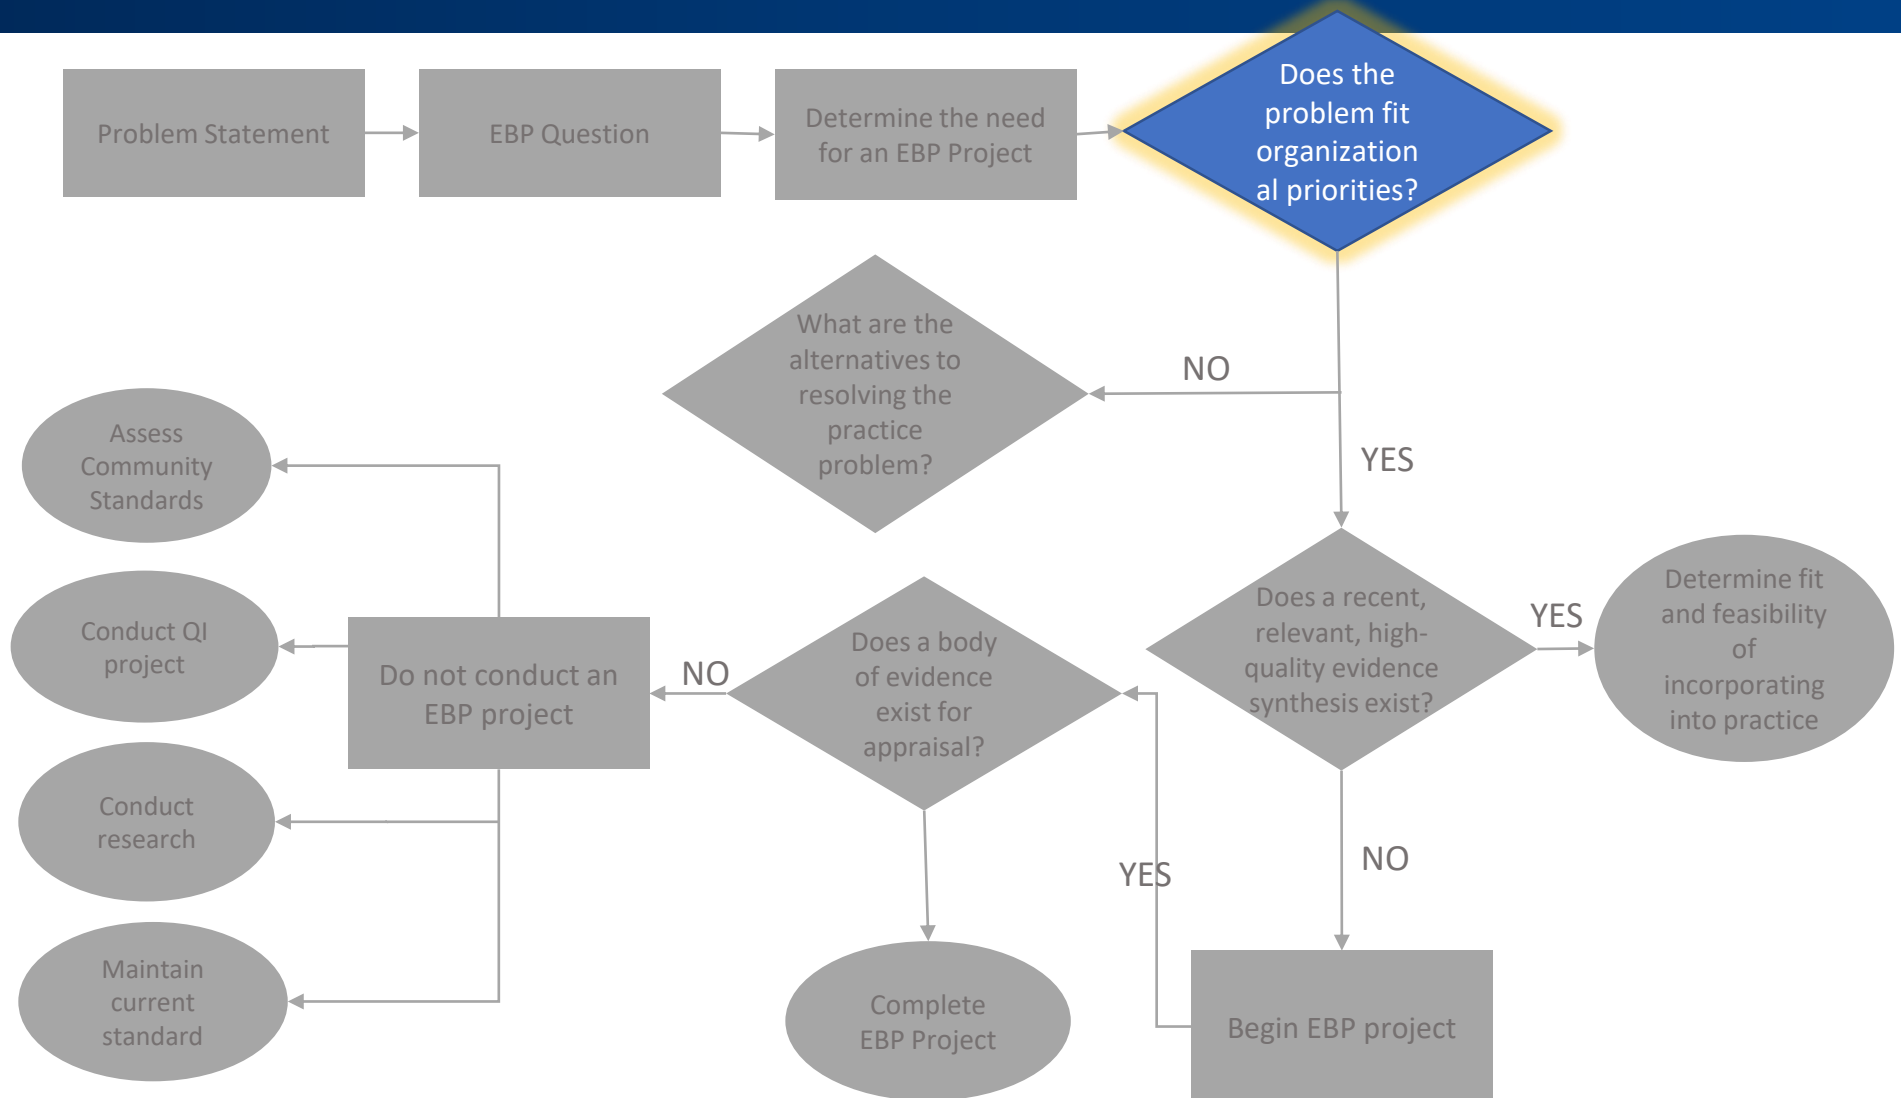 Problem Statement
EBP Question
Determine the need
for an EBP Project
Does the
problem fit
organization
al priorities?
What are the
alternatives to
resolving the
practice
problem?
NO
YES
Assess
Community
Standards
Conduct QI
project
Conduct
research
Maintain
current
standard
Do not conduct an
EBP project
NO
Does a body
of evidence
exist for
appraisal?
Does a recent,
relevant, high-
quality evidence
synthesis exist?
YES
Determine fit
and feasibility
of
incorporating
into practice
YES
NO
Complete
EBP Project
Begin EBP project